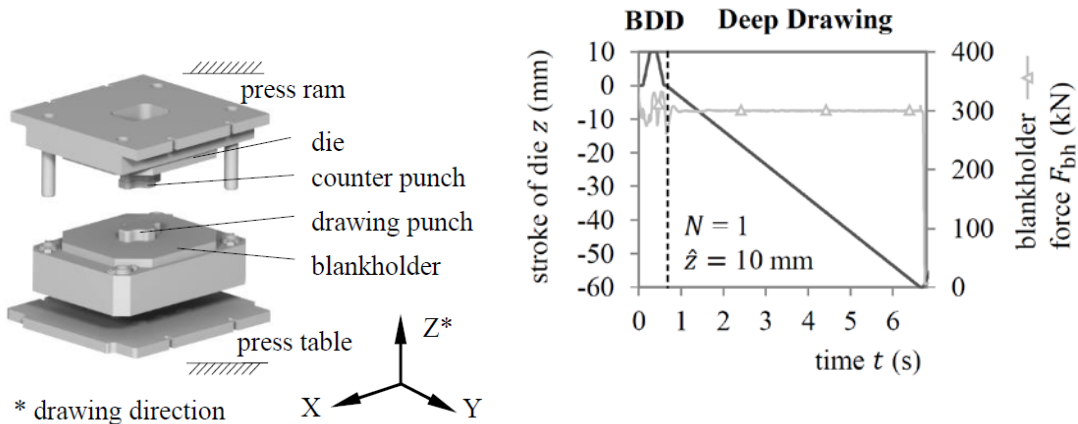 press ram
die
counter punch
drawing punch
blankholder
press table
Z*
X
Y
* drawing direction
BDD Deep Drawing
stroke of die z (mm)
10
0
-10
-20
-30
-40
-50
-60
N = 1
ẑ = 10 mm
0 1 2 3 4 5 6
time t (s)
400
300
200
100
0
blankholder
force Fbh (kN)